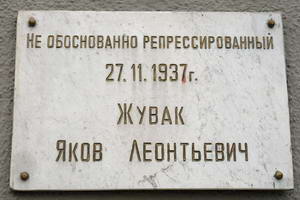 НЕ ОБОСНОВАННО РЕПРЕССИРОВАННЫЙ
27.11.1937г.
ЖУВАК
ЯКОВ ЛЕОНТЬЕВИЧ